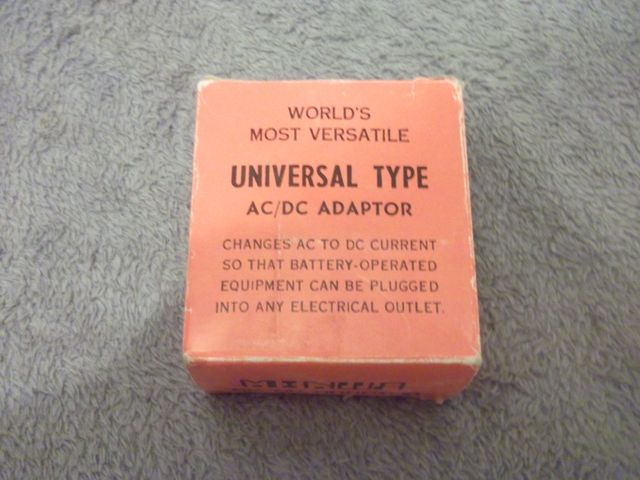 WORLD'S
MOST VERSATILE
UNIVERSAL TYPE
AC/DC ADAPTOR
CHANGES AC TO DC CURRENT
SO THAT BATTERY-OPERATED
EQUIPMENT CAN BE PLUGGED
INTO ANY ELECTRICAL OUTLET.